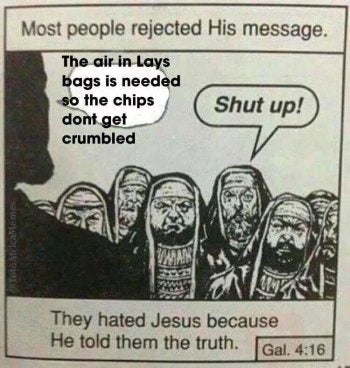 Most people rejected His message.
The air in Lays
bags is needed
so the chips
dont get
crumbled
Shut up!
They hated Jesus because
He told them the truth.
Gal. 4:16